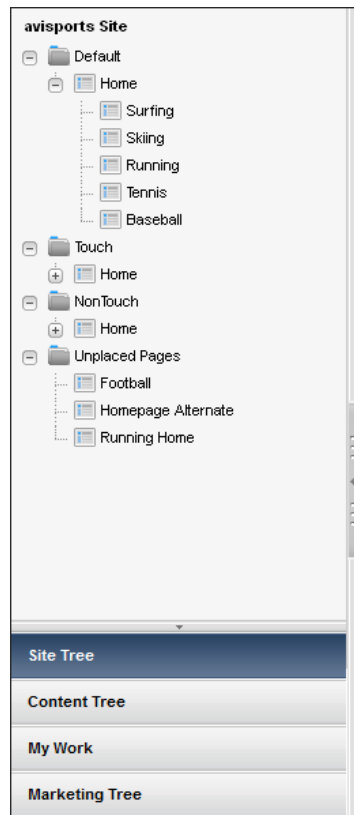 avisports Site
Default
Home
Surfing
Skiing
Running
Tennis
Baseball
Touch
Home
NonTouch
Home
Unplaced Pages
Football
Homepage Alternate
Running Home
Site Tree
Content Tree
My Work
Marketing Tree